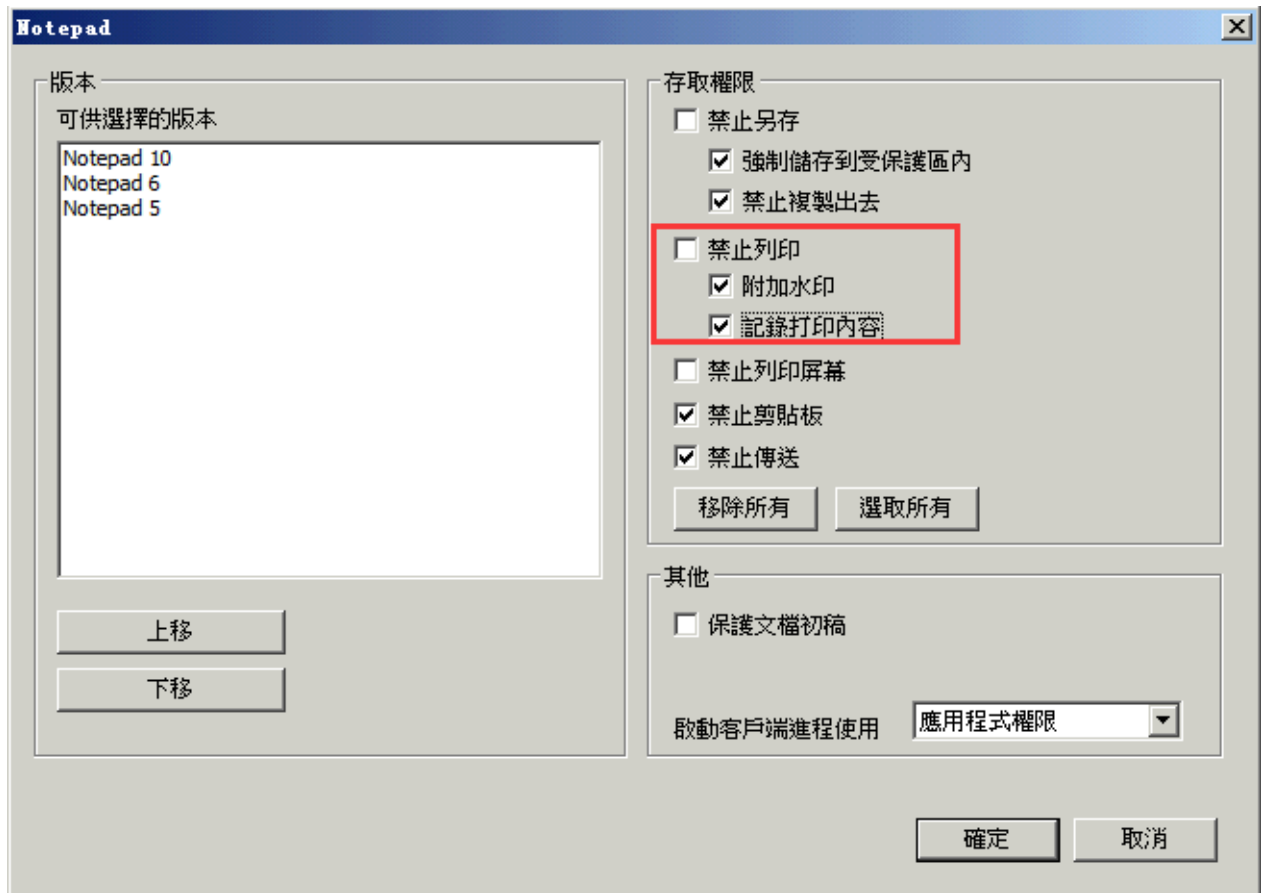 Notepad
版本
可供選擇的版本
Notepad 10
Notepad 6
Notepad 5
上移
下移
存取權限
禁止另存
強制儲存到受保護區內
禁止複製出去
禁止列印
附加水印
記錄打印內容
禁止列印屏幕
禁止剪貼板
禁止傳送
移除所有
選取所有
其他
保護文檔初稿
啟動客戶端進程使用
應用程式權限
確定
取消